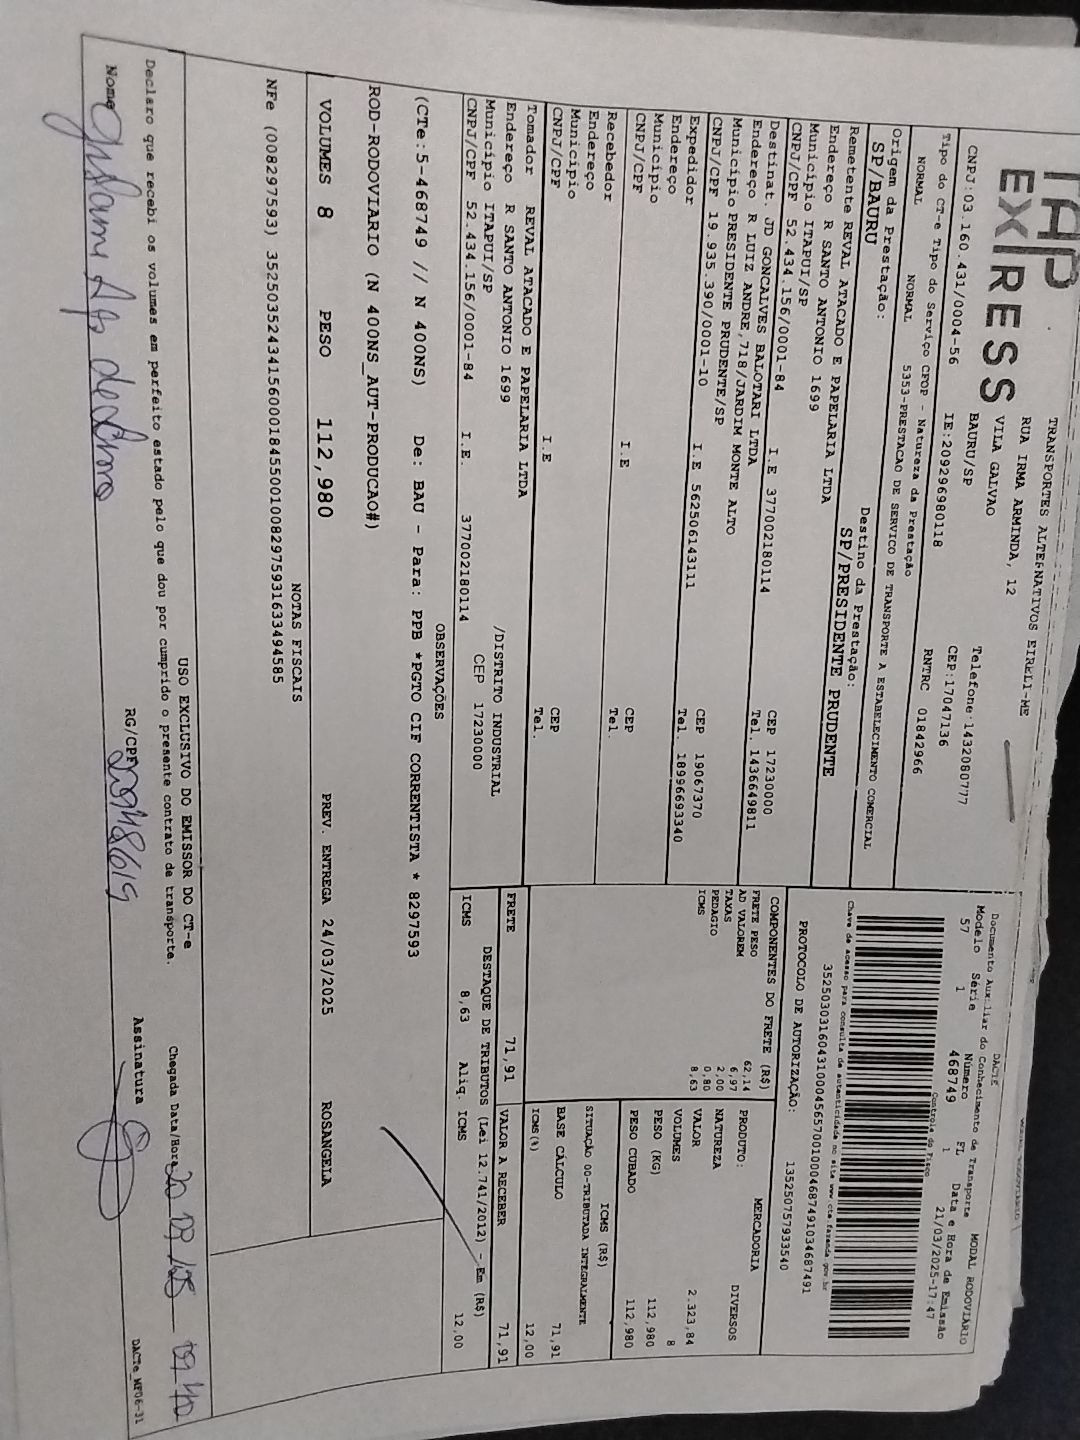 TAP
EXPRESS
TRANSPORTES ALTERNATIVOS EIRELI-ME
RUA IRMA ARMINDA, 12
VILA GALVAO
BAURU/SP
Telefone:1432080777
CEP:17047136
CNPJ:03.160.431/0004-56
IE:209296980118
RNTRC 01842966
Tipo do CT-e Tipo do Serviço CFOP - Natureza da Prestação
NORMAL NORMAL 5353-PRESTACAO DE SERVICO DE TRANSPORTE A ESTABELECIMENTO COMERCIAL
Origem da Prestação: Destino da Prestação:
SP/BAURU SP/PRESIDENTE PRUDENTE
Remetente REVAL ATACADO E PAPELARIA LTDA
Endereço R SANTO ANTONIO 1699
Município ITAPUI/SP CEP 17230000
CNPJ/CPF 52.434.156/0001-84 I.E 377002180114 Tel. 1436649811
Destinat. JD GONCALVES BALOTARI LTDA
Endereço R LUIZ ANDRE,718/JARDIM MONTE ALTO
Município PRESIDENTE PRUDENTE/SP CEP 19067370
CNPJ/CPF 19.935.390/0001-10 I.E 562506143111 Tel. 18996693340
Expedidor
Endereço
Município CEP
CNPJ/CPF I.E Tel.
Recebedor
Endereço
Município CEP
CNPJ/CPF I.E Tel.
Tomador REVAL ATACADO E PAPELARIA LTDA
Endereço R SANTO ANTONIO 1699 /DISTRITO INDUSTRIAL
Município ITAPUI/SP CEP 17230000
CNPJ/CPF 52.434.156/0001-84 I.E. 377002180114
DACTE
Documento Auxiliar do Conhecimento de Transporte MODAL RODOVIÁRIO
Modelo Série Número FL Data e Hora de Emissão
57 1 468749 1 21/03/2025-17:47
Controle do Fisco
Chave de acesso para consulta de autenticidade no site www.cte.fazenda.gov.br
35250303160431000456570010004687491034687491
PROTOCOLO DE AUTORIZAÇÃO: 135250757933540
COMPONENTES DO FRETE (R$)
FRETE PESO 62,14
AD VALOREM 6,97
TAXAS 2,00
PEDAGIO 0,80
ICMS 8,63
PRODUTO: MERCADORIA
NATUREZA DIVERSOS
VALOR 2.323,84
VOLUMES 8
PESO (KG) 112,980
PESO CUBADO 112,980
ICMS (R$)
SITUAÇÃO 00-TRIBUTADA INTEGRALMENTE
BASE CÁLCULO 71,91
ICMS(%) 12,00
FRETE 71,91 VALOR A RECEBER 71,91
DESTAQUE DE TRIBUTOS (Lei 12.741/2012) - Em (R$)
ICMS 8,63 Aliq. ICMS 12,00
OBSERVAÇÕES
(CTe:5-468749 // N 400NS) De: BAU - Para: PPB *PGTO CIF CORRENTISTA * 8297593
ROD-RODOVIARIO (N 400NS_AUT-PRODUCAO#)
VOLUMES 8 PESO 112,980 PREV. ENTREGA 24/03/2025 ROSANGELA
NOTAS FISCAIS
NFe (008297593) 35250352434156000184550010082975931633494585
USO EXCLUSIVO DO EMISSOR DO CT-e
Declaro que recebi os volumes em perfeito estado pelo que dou por cumprido o presente contrato de transporte.
Chegada Data/Hora
Nome RG/CPF Assinatura
DACTe_MF06-31